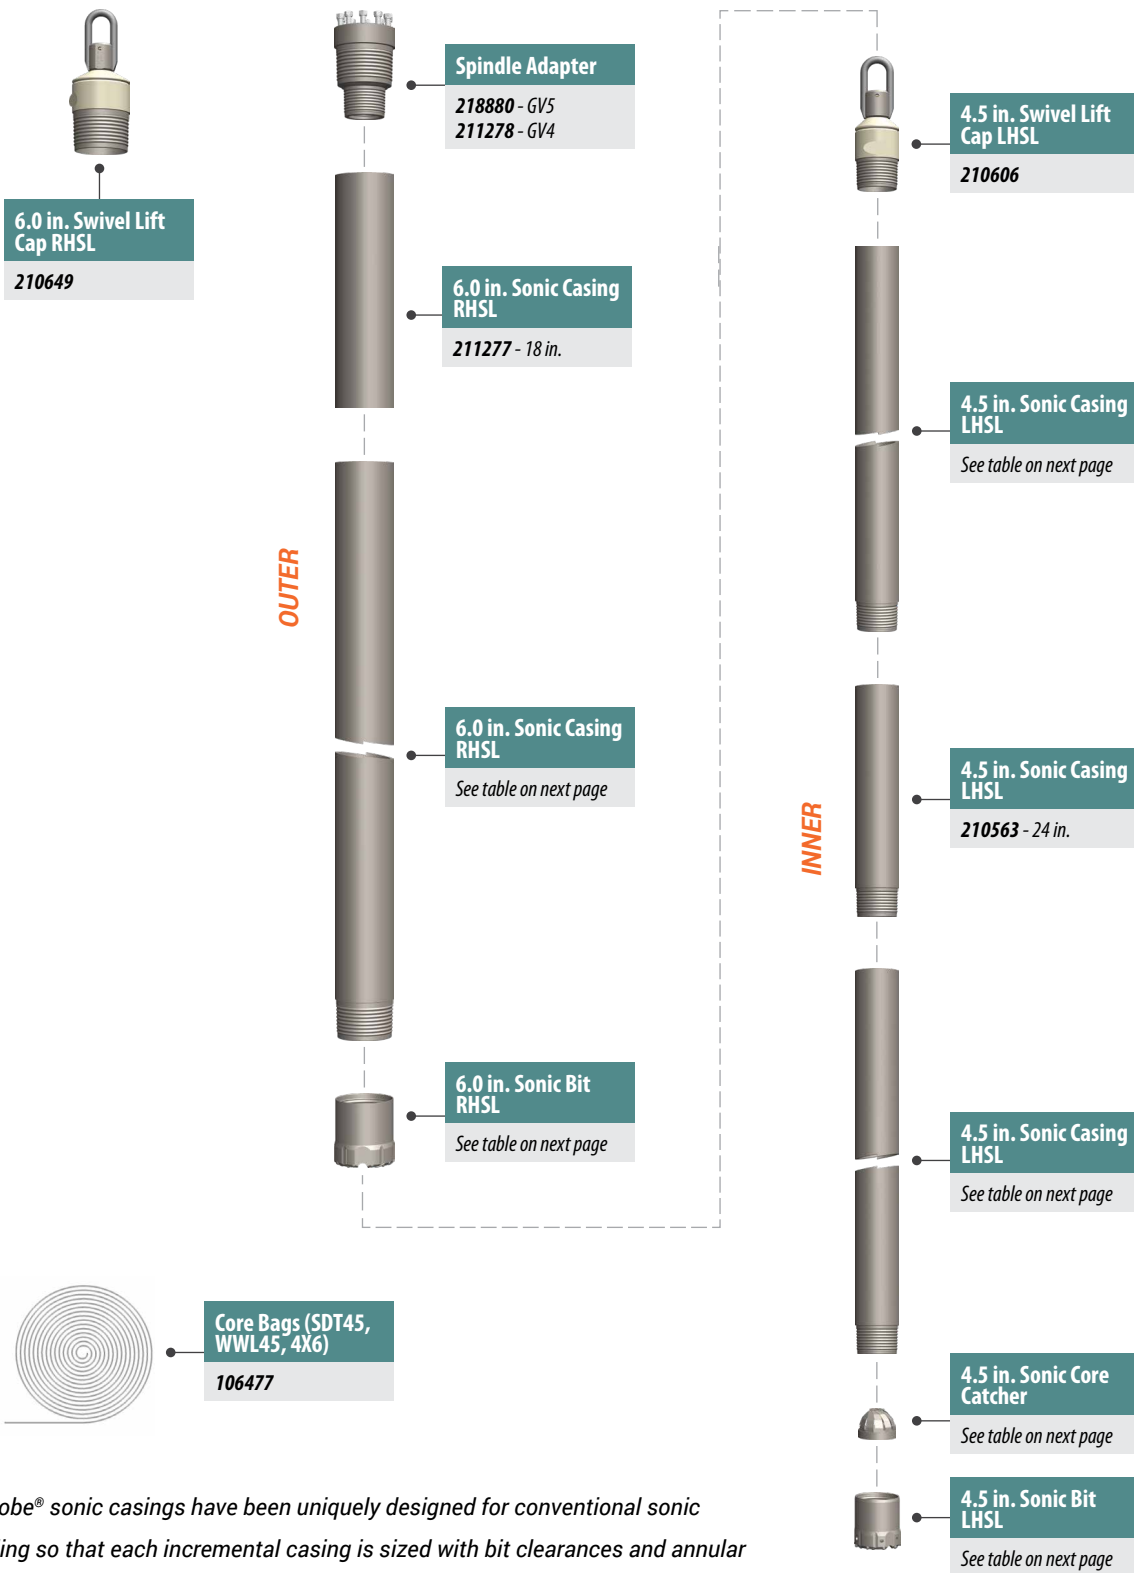 6.0 in. Swivel Lift
Cap RHSL
210649
Spindle Adapter
218880 - GV5
211278 - GV4
6.0 in. Sonic Casing
RHSL
211277 - 18 in.
OUTER
6.0 in. Sonic Casing
RHSL
See table on next page
6.0 in. Sonic Bit
RHSL
See table on next page
4.5 in. Swivel Lift
Cap LHSL
210606
4.5 in. Sonic Casing
LHSL
See table on next page
INNER
4.5 in. Sonic Casing
LHSL
210563 - 24 in.
4.5 in. Sonic Casing
LHSL
See table on next page
4.5 in. Sonic Core
Catcher
See table on next page
4.5 in. Sonic Bit
LHSL
See table on next page
Core Bags (SDT45,
WWL45, 4X6)
106477
obe® sonic casings have been uniquely designed for conventional sonic
ing so that each incremental casing is sized with bit clearances and annular